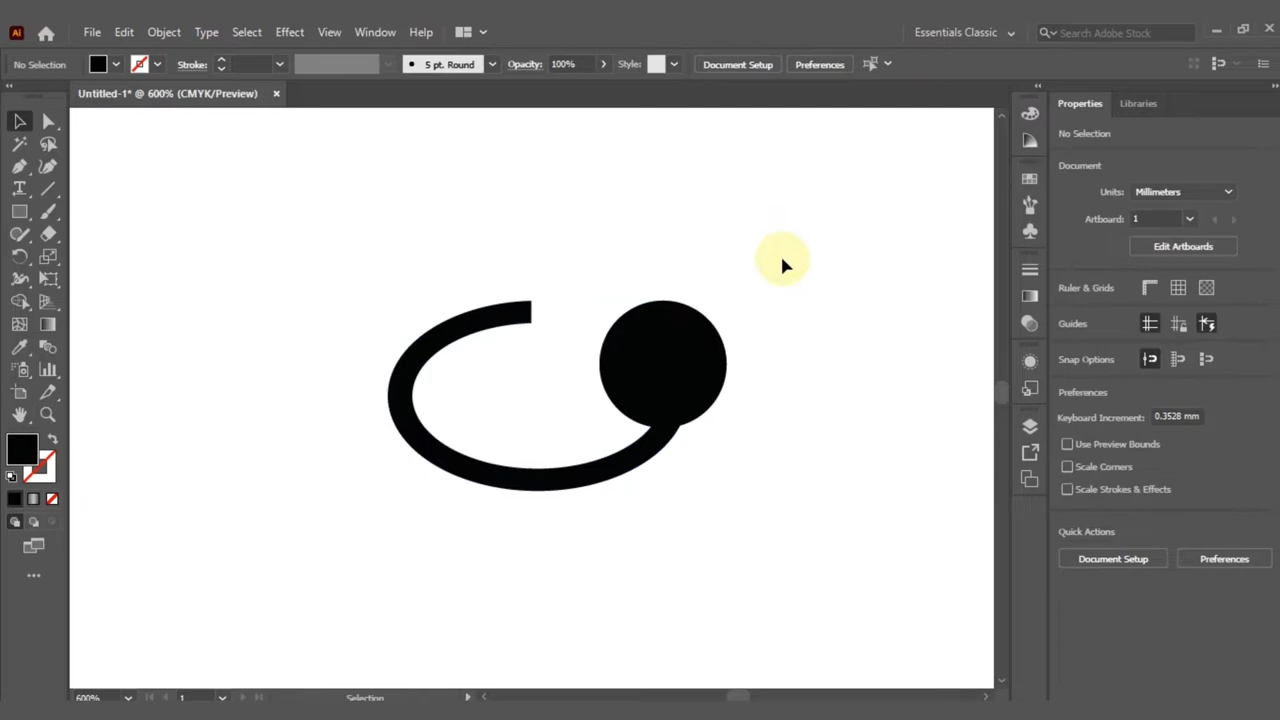 Ai File Edit Object Type Select Effect View Window Help Essentials Classic Search Adobe Stock
No Selection Stroke: 5 pt. Round Opacity: 100% Style: Document Setup Preferences
Untitled-1* @ 600% (CMYK/Preview)
Properties Libraries
No Selection
Document
Units: Millimeters
Artboard: 1
Edit Artboards
Ruler & Grids
Guides
Snap Options
Preferences
Keyboard Increment: 0.3528 mm
Use Preview Bounds
Scale Corners
Scale Strokes & Effects
Quick Actions
Document Setup Preferences
600% 1 Selection